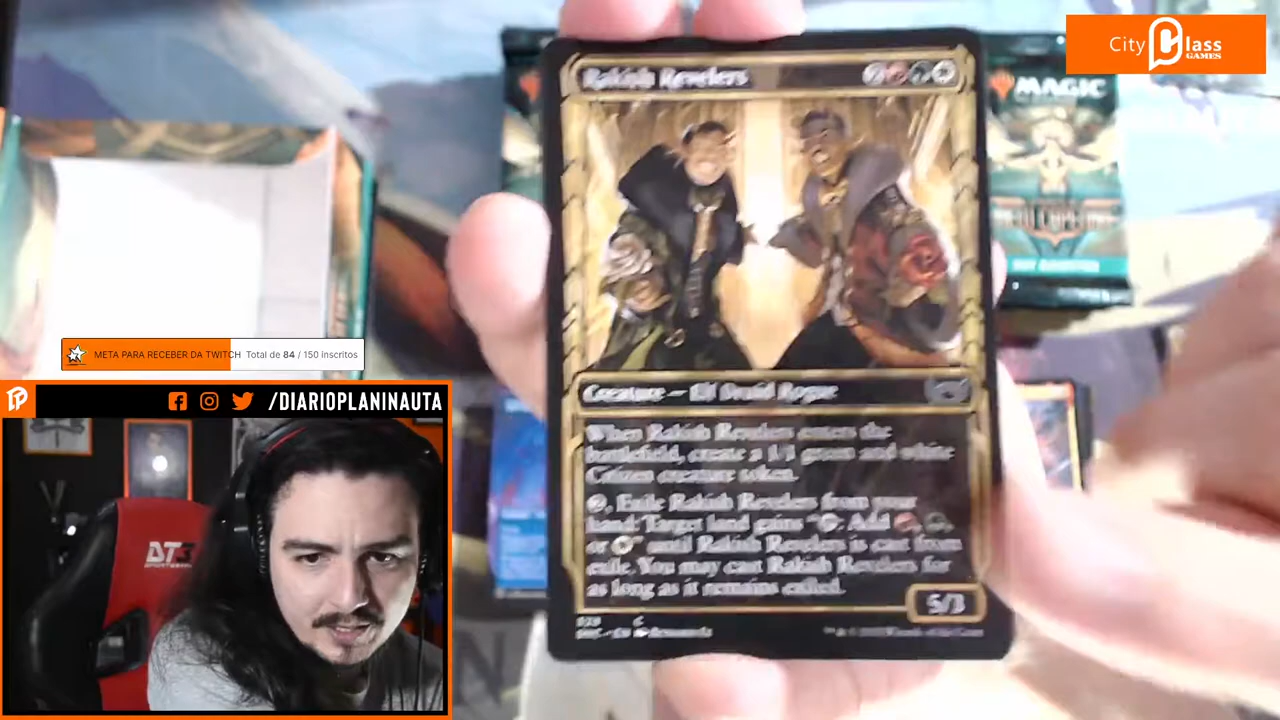 City Class
GAMES
Rakish Revelers
MAGIC
Creature — Elf Druid Rogue
When Rakish Revelers enters the
battlefield, create a 1/1 green and white
Citizen creature token.
, Exile Rakish Revelers from your
hand: Target land gains " : Add , ,
or " until Rakish Revelers is cast from
exile. You may cast Rakish Revelers for
as long as it remains exiled.
5/3
META PARA RECEBER DA TWITCH Total de 84 / 150 inscritos
/DIARIOPLANINAUTA
DT3